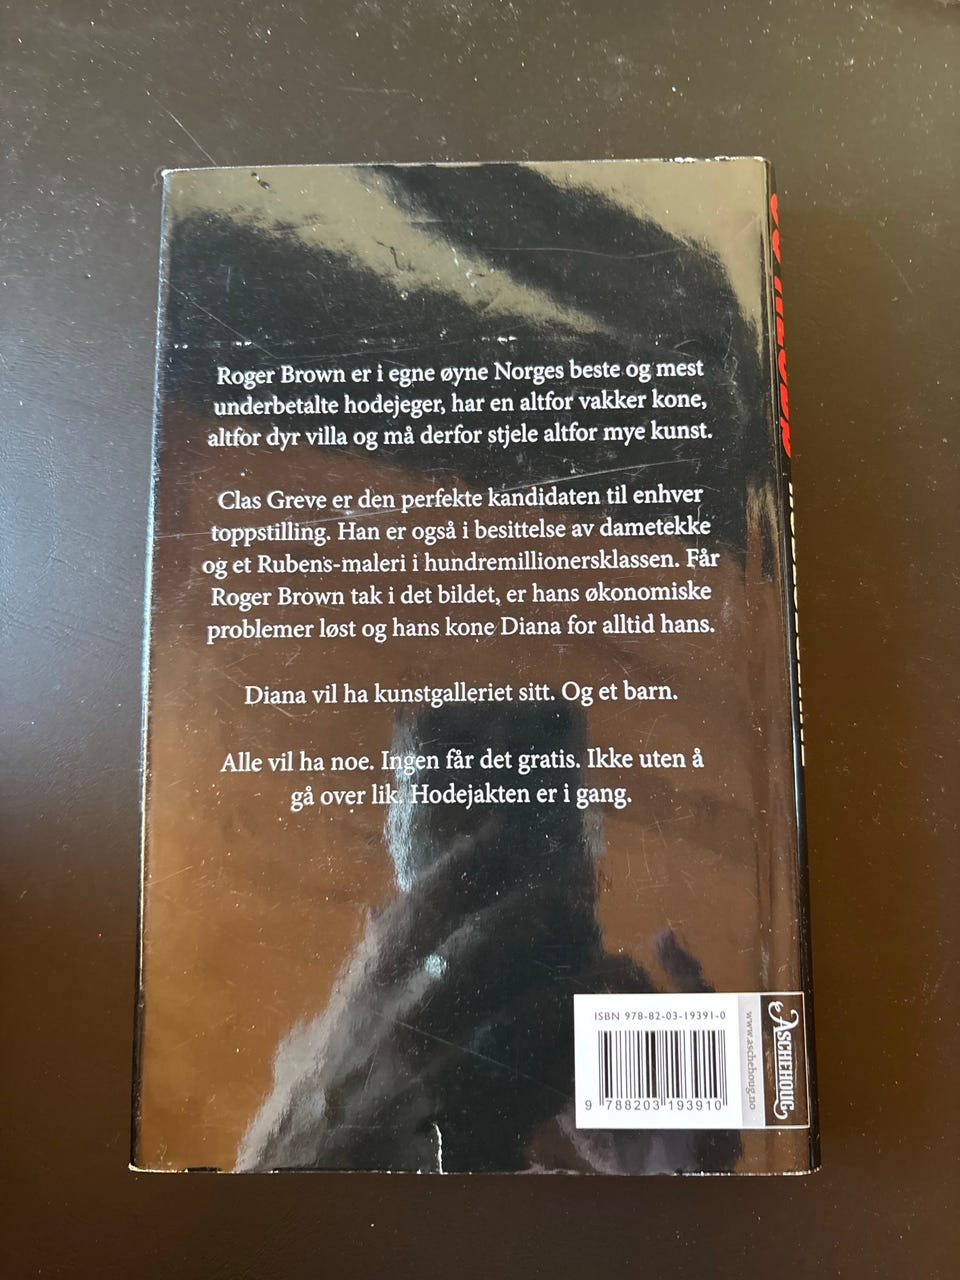 Roger Brown er i egne øyne Norges beste og mest
underbetalte hodejeger, har en altfor vakker kone,
altfor dyr villa og må derfor stjele altfor mye kunst.
Clas Greve er den perfekte kandidaten til enhver
toppstilling. Han er også i besittelse av dametekke
og et Rubens-maleri i hundremillionersklassen. Får
Roger Brown tak i det bildet, er hans økonomiske
problemer løst og hans kone Diana for alltid hans.
Diana vil ha kunstgalleriet sitt. Og et barn.
Alle vil ha noe. Ingen får det gratis. Ikke uten å
gå over lik. Hodejakten er i gang.
ISBN 978-82-03-19391-0
9 788203 193910
www.aschehoug.no
ASCHEHOUG